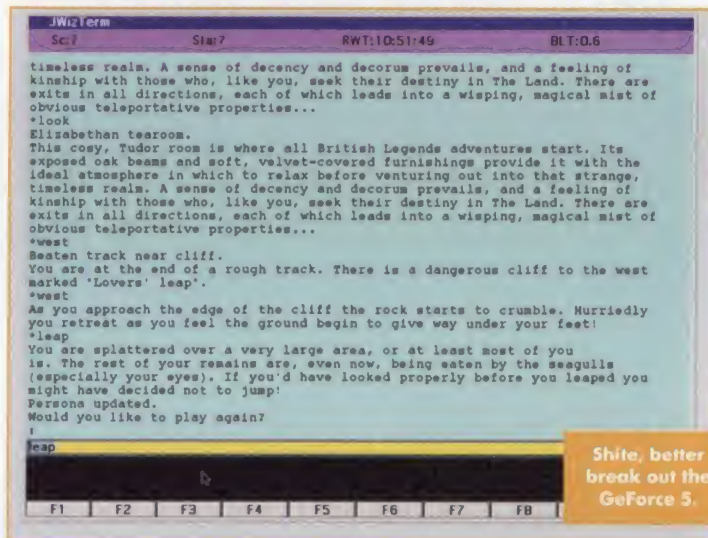 JWizTerm
Sc:? Sta:? RWT:10:51:49 BLT:0.6
timeless realm. A sense of decency and decorum prevails, and a feeling of
kinship with those who, like you, seek their destiny in The Land. There are
exits in all directions, each of which leads into a wisping, magical mist of
obvious teleportative properties...
*look
Elizabethan tearoom.
This cosy, Tudor room is where all British Legends adventures start. Its
exposed oak beams and soft, velvet-covered furnishings provide it with the
ideal atmosphere in which to relax before venturing out into that strange,
timeless realm. A sense of decency and decorum prevails, and a feeling of
kinship with those who, like you, seek their destiny in The Land. There are
exits in all directions, each of which leads into a wisping, magical mist of
obvious teleportative properties...
*west
Beaten track near cliff.
You are at the end of a rough track. There is a dangerous cliff to the west
marked 'Lovers' leap'.
*west
As you approach the edge of the cliff the rock starts to crumble. Hurriedly
you retreat as you feel the ground begin to give way under your feet!
*leap
You are splattered over a very large area, or at least most of you
is. The rest of your remains are, even now, being eaten by the seagulls
(especially your eyes). If you'd have looked properly before you leaped you
might have decided not to jump!
Persona updated.
Would you like to play again?
leap
F1 F2 F3 F4 F5 F6 F7 F8
Shite, better
break out the
GeForce 5.